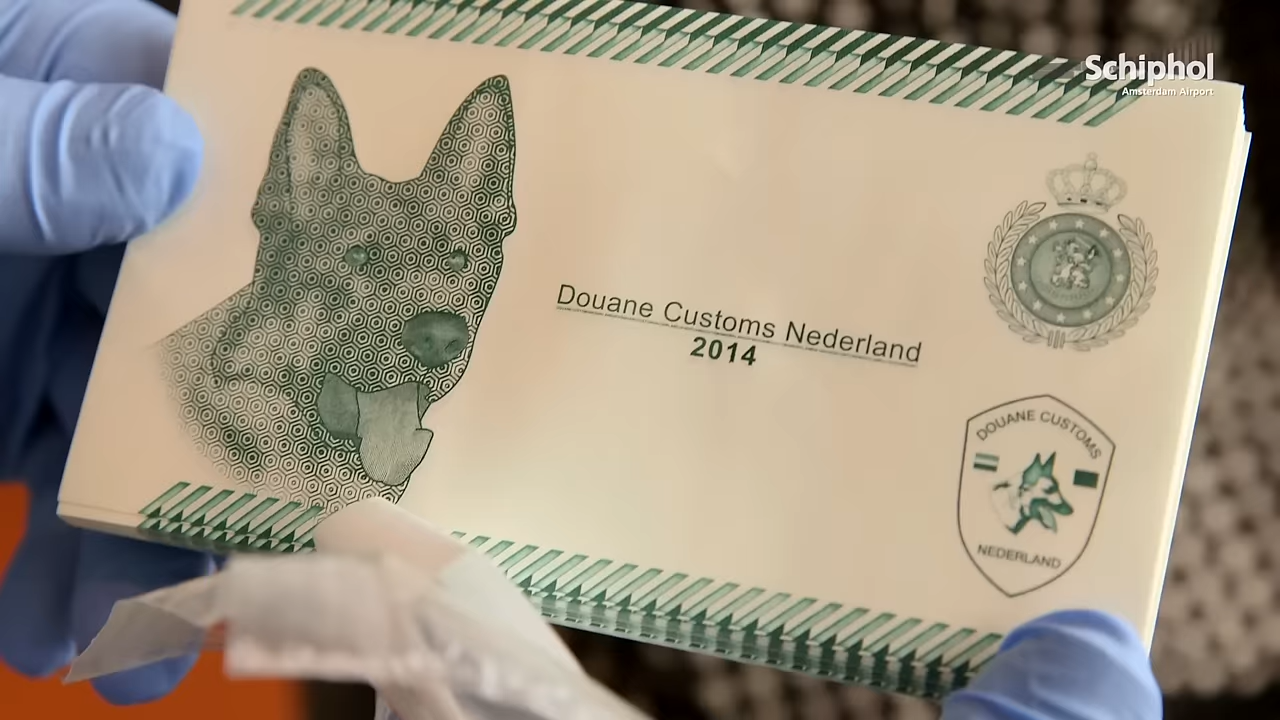 Schiphol
Amsterdam Airport
Douane Customs Nederland
2014
DOUANE CUSTOMS
NEDERLAND